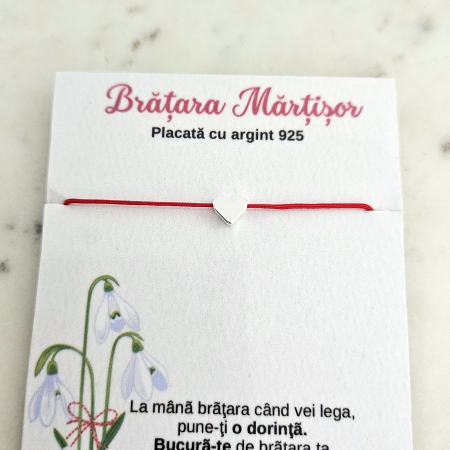 Brățara Mărțișor
Placată cu argint 925
La mână brățara când vei lega,
pune-ți o dorință.
Bucură-te de brățara ta